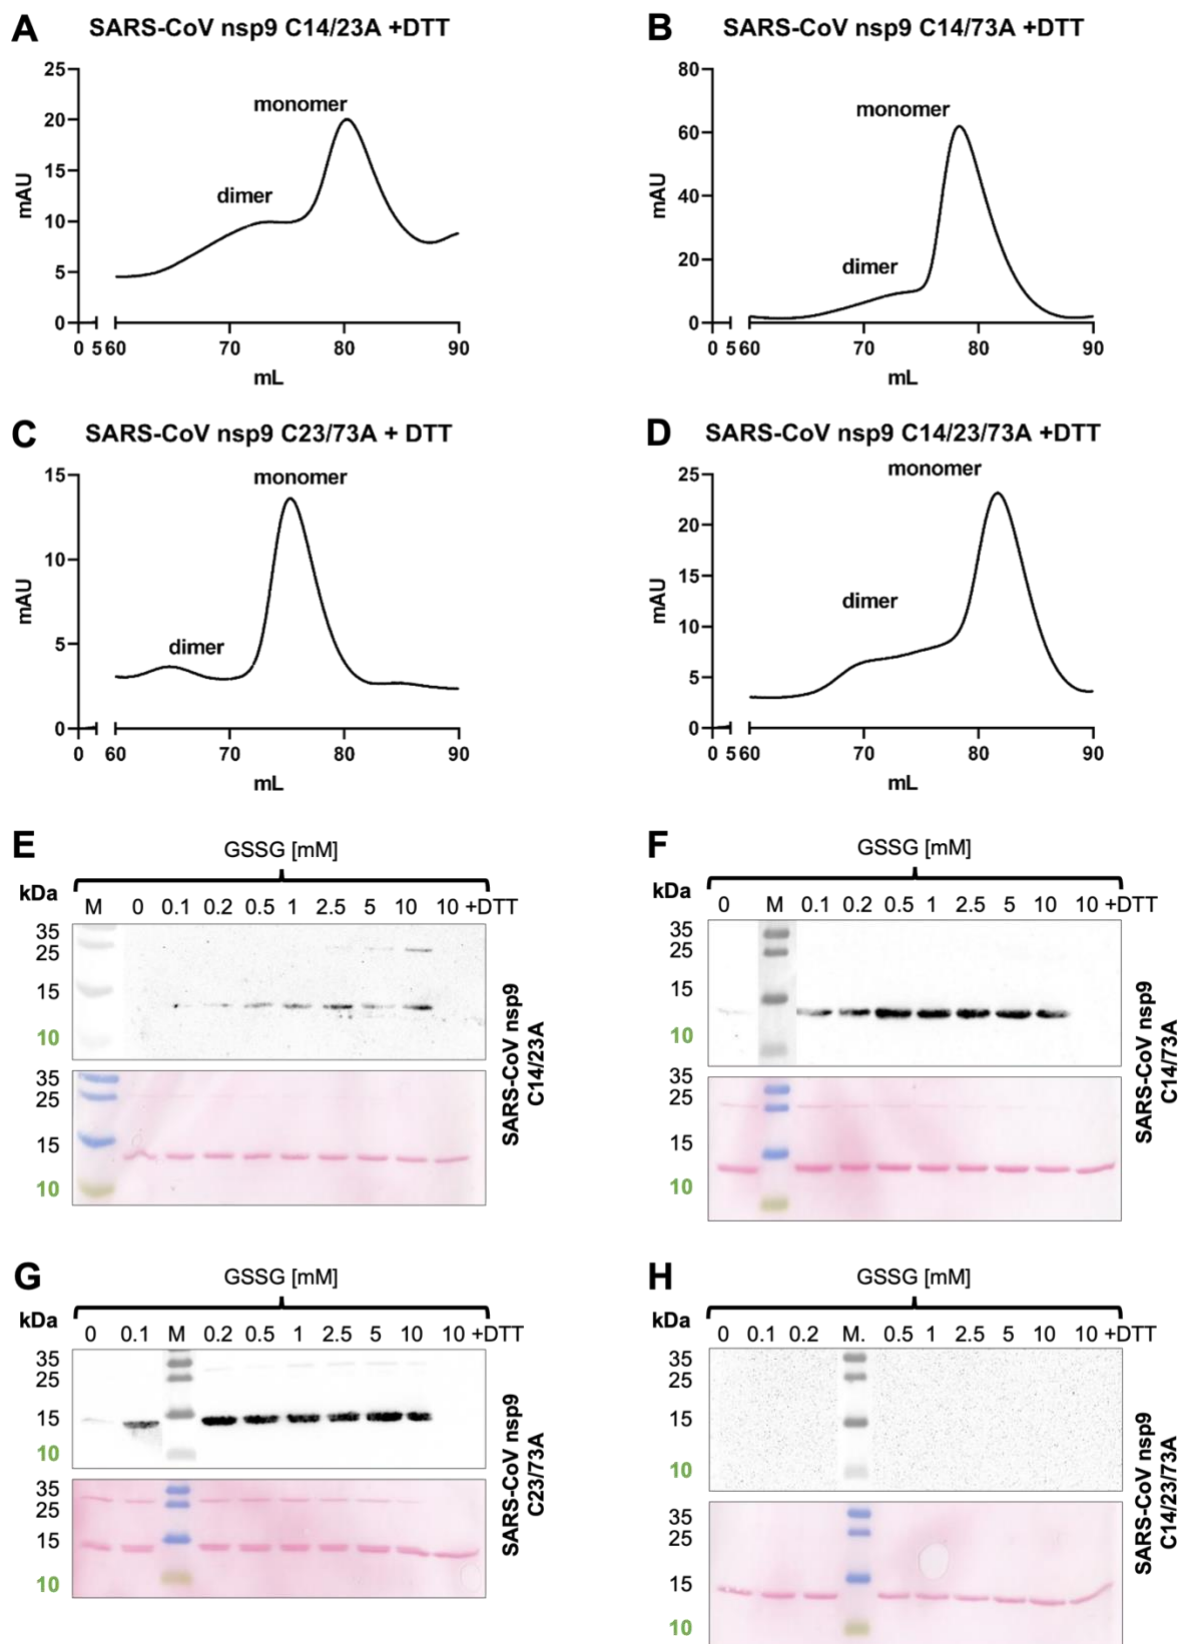 A
SARS-CoV nsp9 C14/23A +DTT
25
20
15
10
5
0
mAU
monomer
dimer
0 5 60 70 80 90
mL
B
SARS-CoV nsp9 C14/73A +DTT
80
60
40
20
0
mAU
monomer
dimer
0 5 60 70 80 90
mL
C
SARS-CoV nsp9 C23/73A + DTT
15
10
5
0
mAU
monomer
dimer
0 5 60 70 80 90
mL
D
SARS-CoV nsp9 C14/23/73A +DTT
25
20
15
10
5
0
mAU
monomer
dimer
0 5 60 70 80 90
mL
E
GSSG [mM]
kDa
M 0 0.1 0.2 0.5 1 2.5 5 10 10 +DTT
35
25
15
10
35
25
15
10
SARS-CoV nsp9
C14/23A
F
GSSG [mM]
kDa
0 M 0.1 0.2 0.5 1 2.5 5 10 10 +DTT
35
25
15
10
35
25
15
10
SARS-CoV nsp9
C14/73A
G
GSSG [mM]
kDa
0 0.1 M 0.2 0.5 1 2.5 5 10 10 +DTT
35
25
15
10
35
25
15
10
SARS-CoV nsp9
C23/73A
H
GSSG [mM]
kDa
0 0.1 0.2 M. 0.5 1 2.5 5 10 10 +DTT
35
25
15
10
35
25
15
10
SARS-CoV nsp9
C14/23/73A